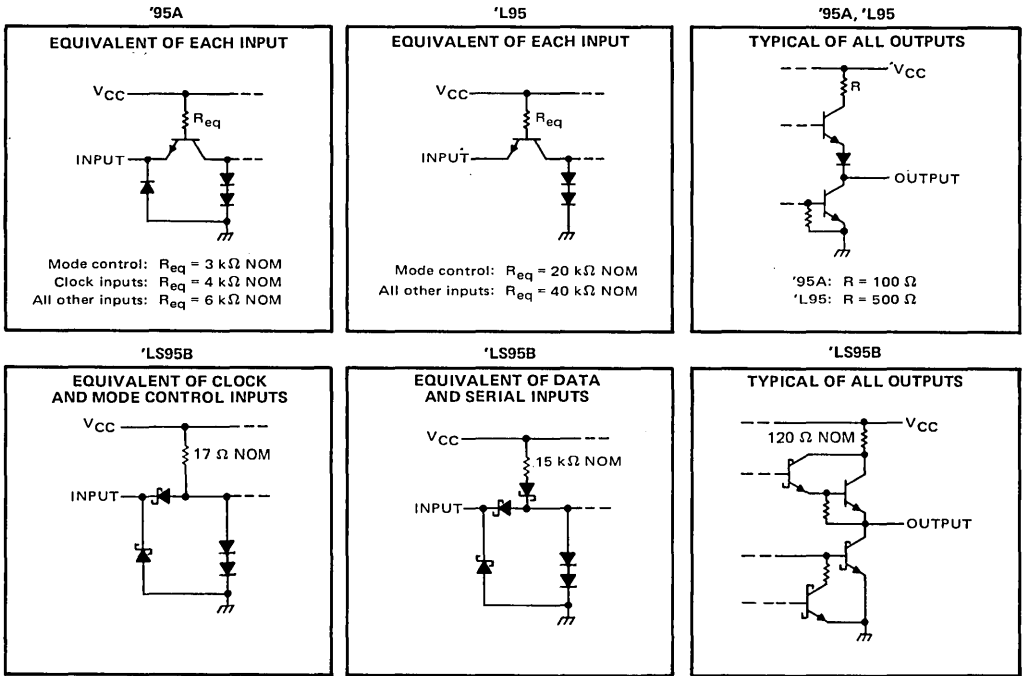 '95A
EQUIVALENT OF EACH INPUT
VCC
Req
INPUT
Mode control: Req = 3 kΩ NOM
Clock inputs: Req = 4 kΩ NOM
All other inputs: Req = 6 kΩ NOM
'L95
EQUIVALENT OF EACH INPUT
VCC
Req
INPUT
Mode control: Req = 20 kΩ NOM
All other inputs: Req = 40 kΩ NOM
'95A, 'L95
TYPICAL OF ALL OUTPUTS
VCC
R
OUTPUT
'95A: R = 100 Ω
'L95: R = 500 Ω
'LS95B
EQUIVALENT OF CLOCK
AND MODE CONTROL INPUTS
VCC
17 Ω NOM
INPUT
'LS95B
EQUIVALENT OF DATA
AND SERIAL INPUTS
VCC
15 kΩ NOM
INPUT
'LS95B
TYPICAL OF ALL OUTPUTS
VCC
120 Ω NOM
OUTPUT